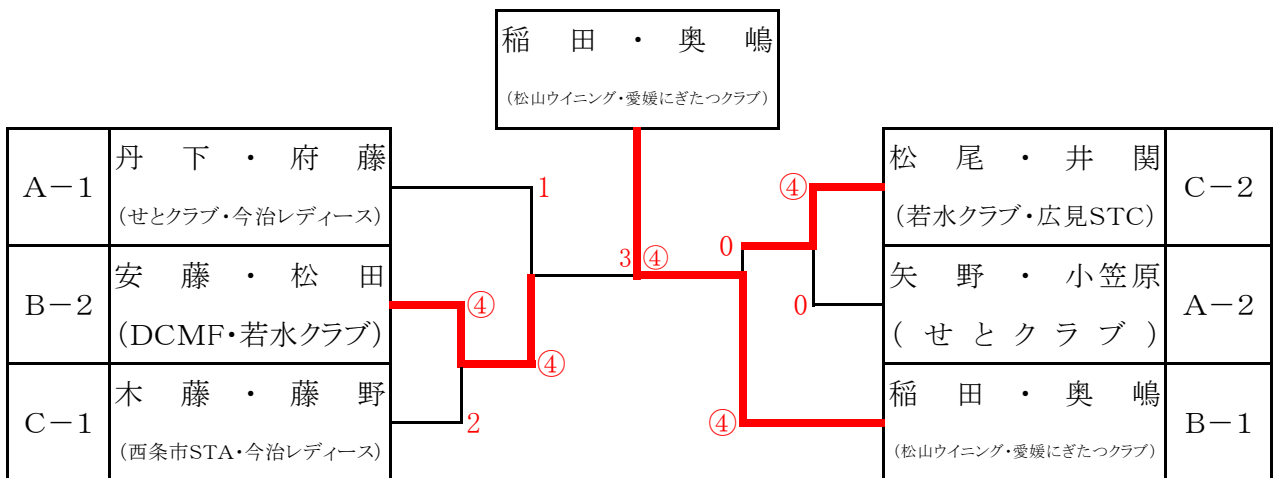 稲田・奥嶋
(松山ウイニング・愛媛にぎたつクラブ)
A－1
丹下・府藤
(せとクラブ・今治レディース)
B－2
安藤・松田
(DCMF・若水クラブ)
C－1
木藤・藤野
(西条市STA・今治レディース)
1
④
④
2
3
④
0
④
0
④
松尾・井関
(若水クラブ・広見STC)
C－2
矢野・小笠原
(せとクラブ)
A－2
稲田・奥嶋
(松山ウイニング・愛媛にぎたつクラブ)
B－1